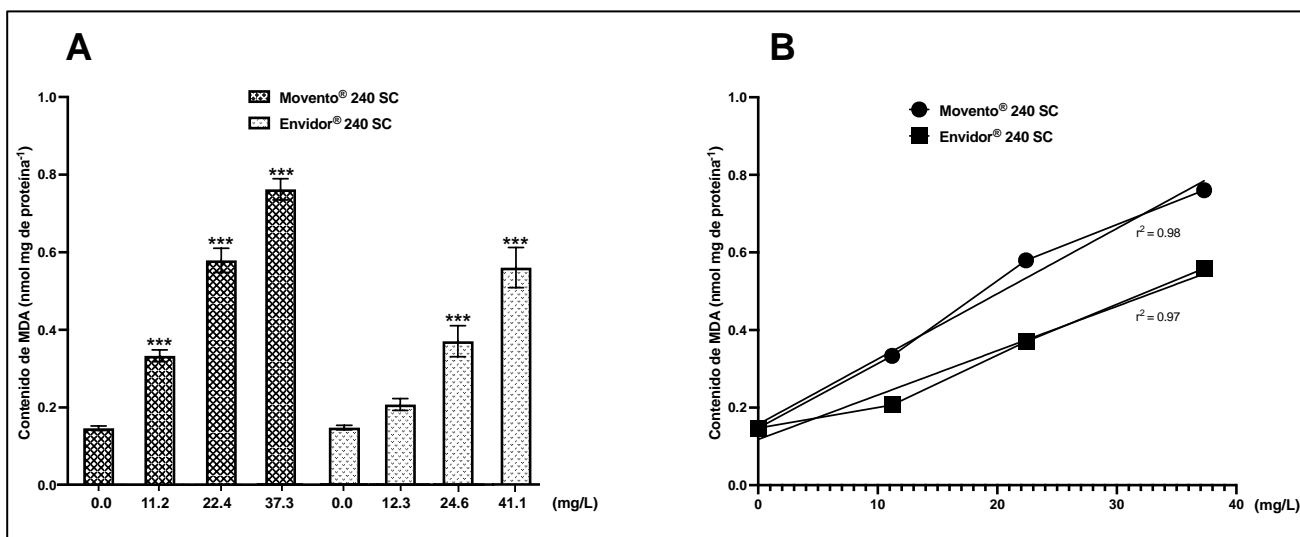 A
Movento® 240 SC
Envidor® 240 SC
Contenido de MDA (nmol mg de proteína⁻¹)
1.0
0.8
0.6
0.4
0.2
0.0
***
***
***
***
***
0.0 11.2 22.4 37.3 0.0 12.3 24.6 41.1 (mg/L)
B
Movento® 240 SC
Envidor® 240 SC
Contenido de MDA (nmol mg de proteína⁻¹)
1.0
0.8
0.6
0.4
0.2
0.0
r² = 0.98
r² = 0.97
0 10 20 30 40 (mg/L)